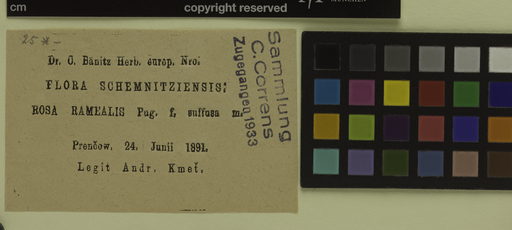 cm
copyright reserved
MÜNCHEN
25 * –
Dr. C. Bänitz Herb. europ. Nro.
FLORA SCHEMNITZIENSIS:
ROSA RAMEALIS Pug. f. suffusa m.
Prenčow, 24. Junii 1891.
Legit Andr. Kmeť.
Sammlung
C. Correns
Zugegangen 1933